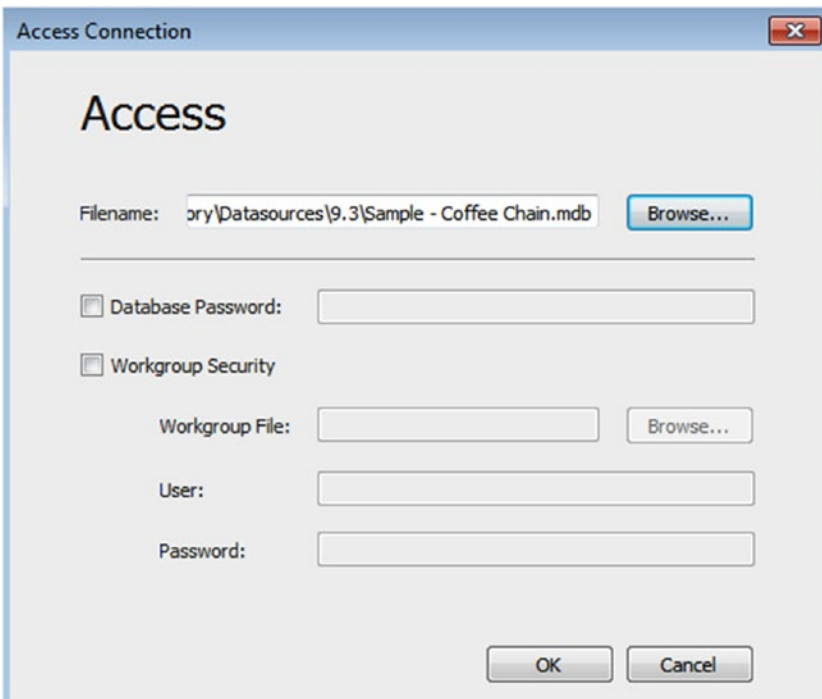 Access Connection
Access
Filename: ory\Datasources\9.3\Sample - Coffee Chain.mdb Browse...
Database Password:
Workgroup Security
Workgroup File: Browse...
User:
Password:
OK Cancel